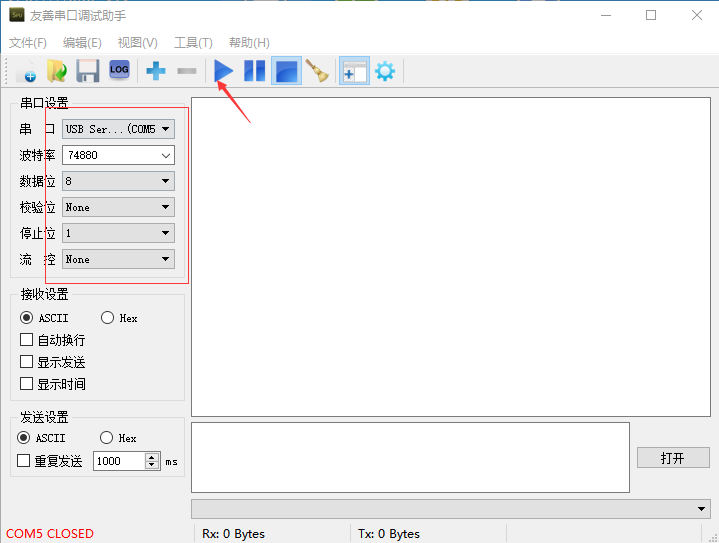 友善串口调试助手
文件(F) 编辑(E) 视图(V) 工具(T) 帮助(H)
LOG
串口设置
串 口 USB Ser...(COM5
波特率 74880
数据位 8
校验位 None
停止位 1
流 控 None
接收设置
ASCII Hex
自动换行
显示发送
显示时间
发送设置
ASCII Hex
重复发送 1000 ms
打开
COM5 CLOSED Rx: 0 Bytes Tx: 0 Bytes